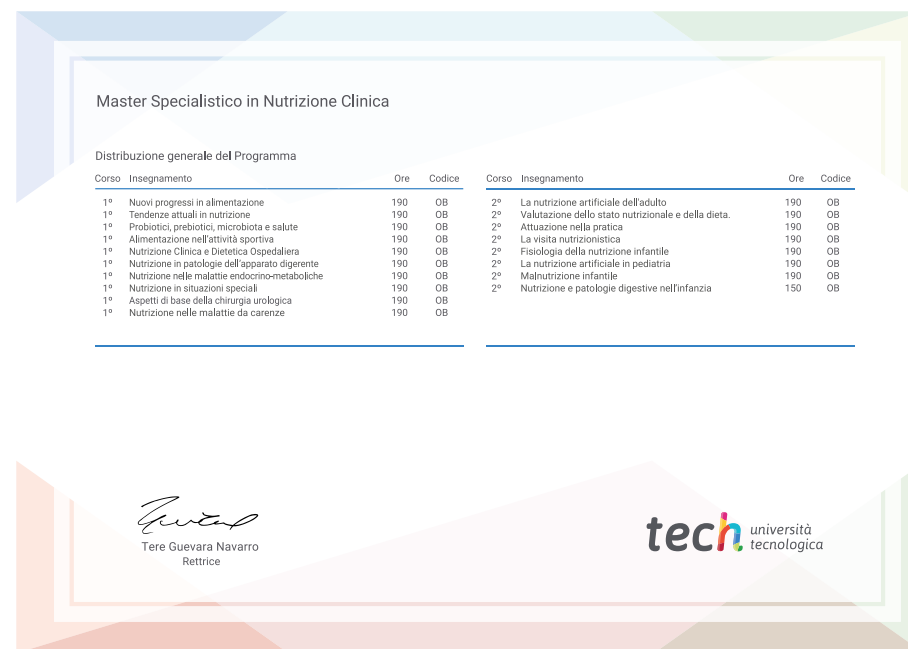 Master Specialistico in Nutrizione Clinica
Distribuzione generale del Programma
Corso Insegnamento Ore Codice
1º Nuovi progressi in alimentazione 190 OB
1º Tendenze attuali in nutrizione 190 OB
1º Probiotici, prebiotici, microbiota e salute 190 OB
1º Alimentazione nell'attività sportiva 190 OB
1º Nutrizione Clinica e Dietetica Ospedaliera 190 OB
1º Nutrizione in patologie dell'apparato digerente 190 OB
1º Nutrizione nelle malattie endocrino-metaboliche 190 OB
1º Nutrizione in situazioni speciali 190 OB
1º Aspetti di base della chirurgia urologica 190 OB
1º Nutrizione nelle malattie da carenze 190 OB
Corso Insegnamento Ore Codice
2º La nutrizione artificiale dell'adulto 190 OB
2º Valutazione dello stato nutrizionale e della dieta. 190 OB
2º Attuazione nella pratica 190 OB
2º La visita nutrizionistica 190 OB
2º Fisiologia della nutrizione infantile 190 OB
2º La nutrizione artificiale in pediatria 190 OB
2º Malnutrizione infantile 190 OB
2º Nutrizione e patologie digestive nell'infanzia 150 OB
Tere Guevara Navarro
Rettrice
tech università
tecnologica